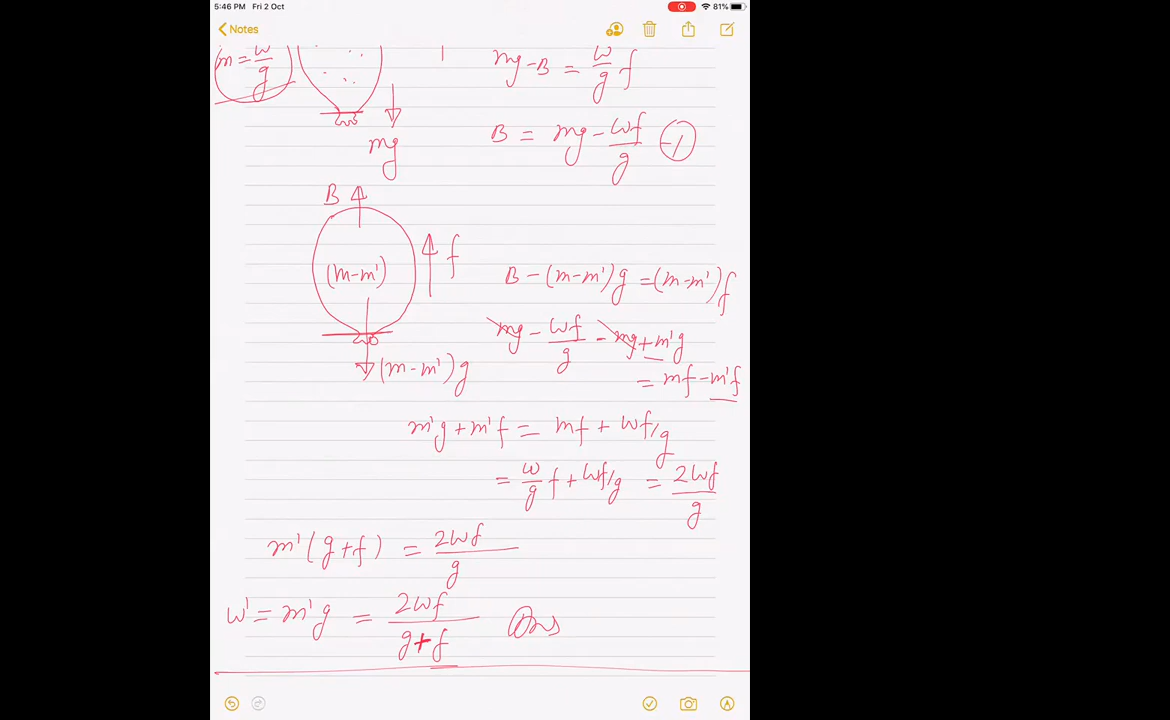 5:46 PM Fri 2 Oct
81%
Notes
m = w/g
mg - B = w/g f
mg
B = mg - wf/g ①
B
f
(m-m')
B - (m-m')g = (m-m')f
mg - wf/g - mg + m'g
(m-m')g
= mf - m'f
m'g + m'f = mf + wf/g
= w/g f + wf/g = 2wf/g
m'(g+f) = 2wf/g
w' = m'g = 2wf/g+f Ans